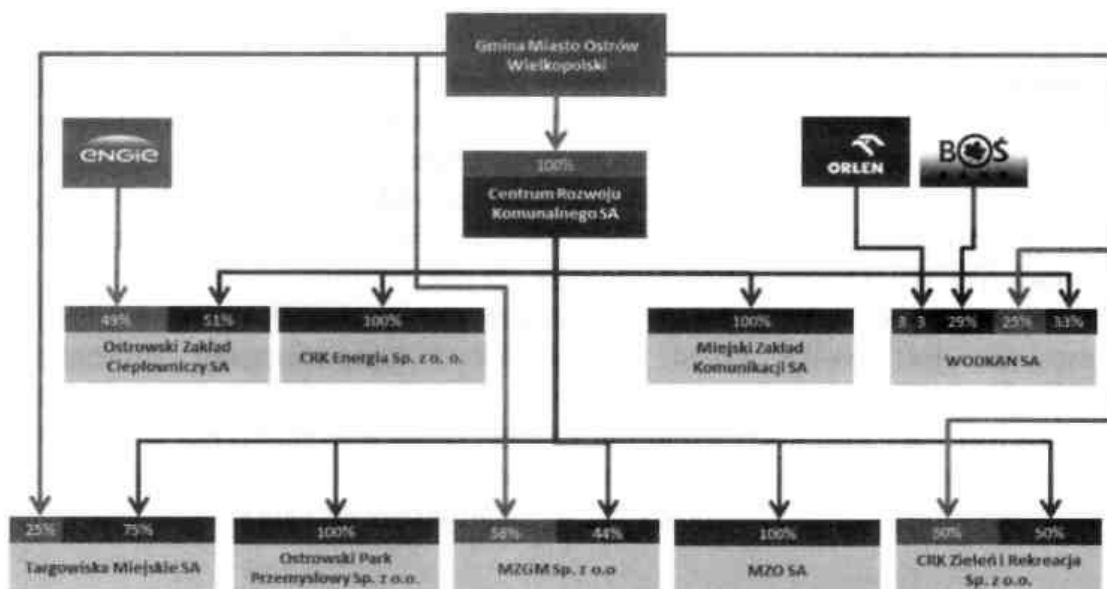 Gmina Miasto Ostrów
Wielkopolski
ENGIE
ORLEN
BOŚ
BANK
100%
Centrum Rozwoju
Komunalnego SA
49% 51%
Ostrowski Zakład
Ciepłowniczy SA
100%
CRK Energia Sp. z o. o.
100%
Miejski Zakład
Komunikacji SA
3 29% 25% 33%
WODKAN SA
25% 75%
Targowiska Miejskie SA
100%
Ostrowski Park
Przemysłowy Sp. z o.o.
56% 44%
MZGM Sp. z o.o
100%
MZO SA
50% 50%
CRK Zieleń i Rekreacja
Sp. z o.o.